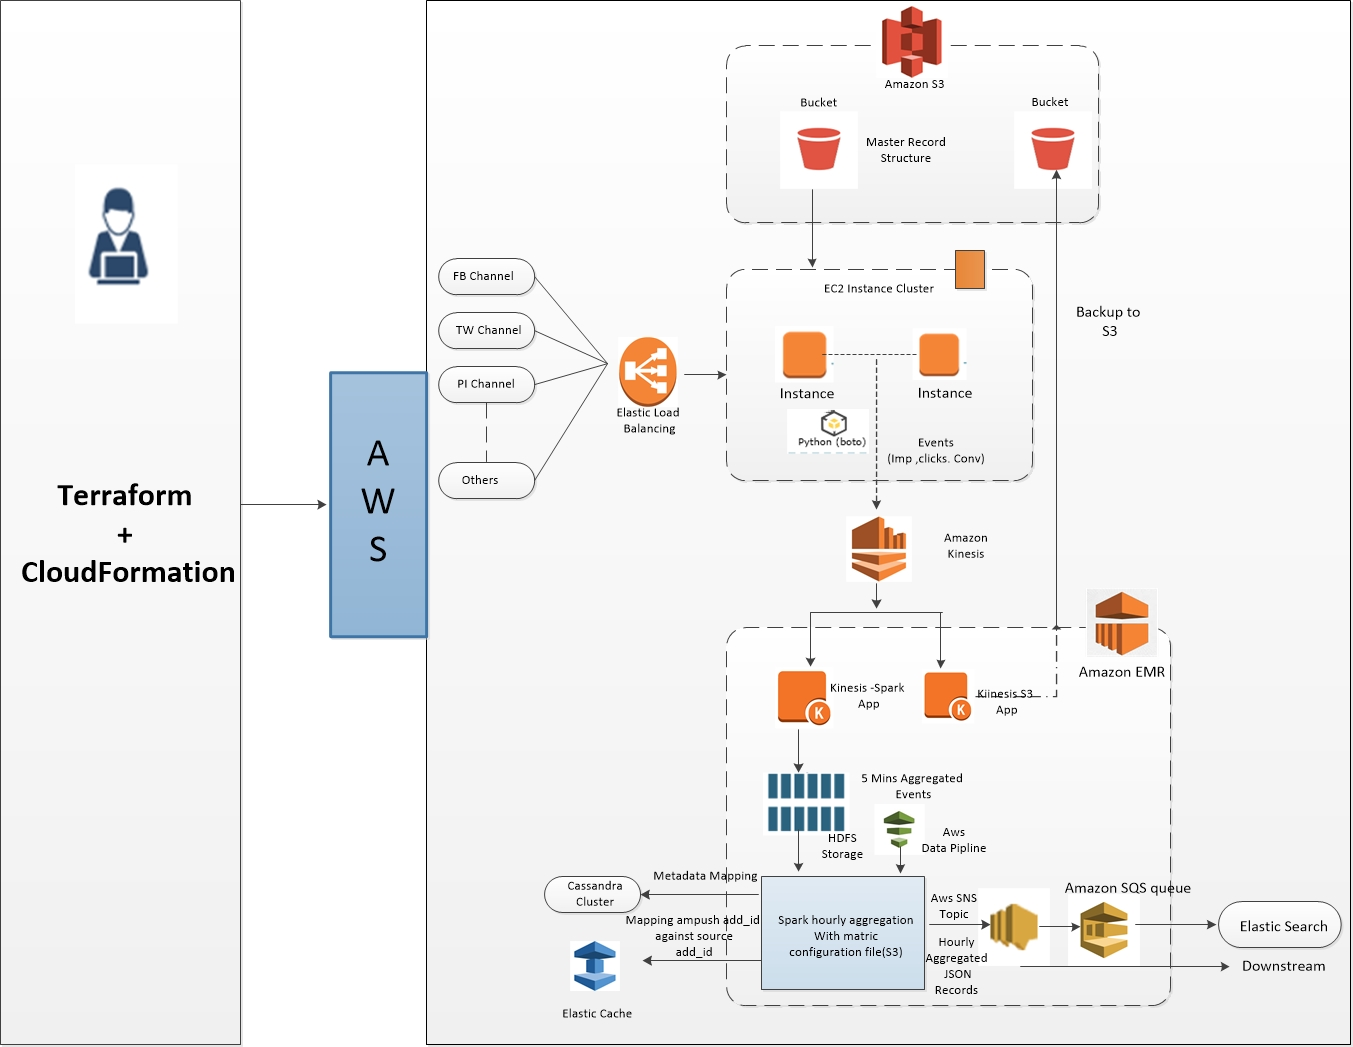 Terraform
+
CloudFormation
A
W
S
Amazon S3
Bucket
Master Record
Structure
Bucket
FB Channel
TW Channel
PI Channel
Others
Elastic Load
Balancing
EC2 Instance Cluster
Instance
Instance
Python (boto)
Events
(Imp ,clicks. Conv)
Backup to
S3
Amazon
Kinesis
Amazon EMR
Kinesis -Spark
App
K
Kiinesis S3
App
K
5 Mins Aggregated
Events
HDFS
Storage
Aws
Data Pipline
Metadata Mapping
Cassandra
Cluster
Mapping ampush add_id
against source
add_id
Elastic Cache
Spark hourly aggregation
With matric
configuration file(S3)
Aws SNS
Topic
Hourly
Aggregated
JSON
Records
Amazon SQS queue
Elastic Search
Downstream